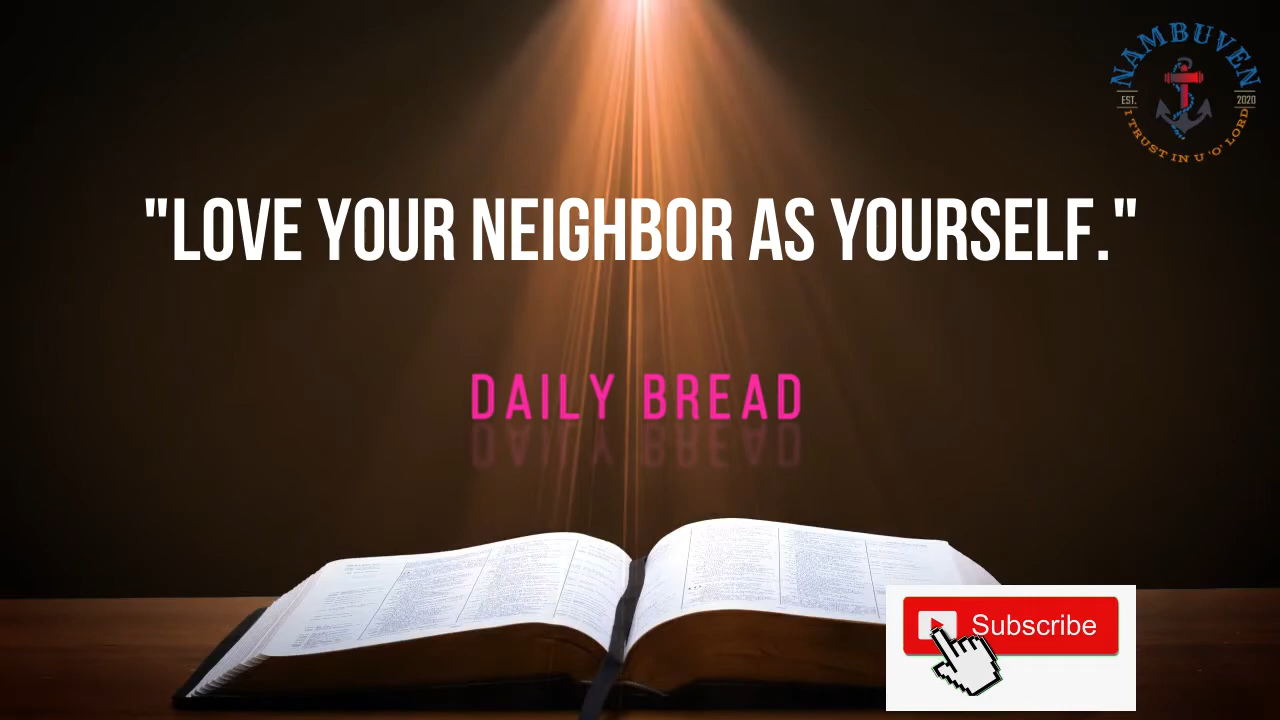 NAMBUVEN
EST. 2020
I TRUST IN U 'O' LORD
"LOVE YOUR NEIGHBOR AS YOURSELF."
DAILY BREAD
Subscribe